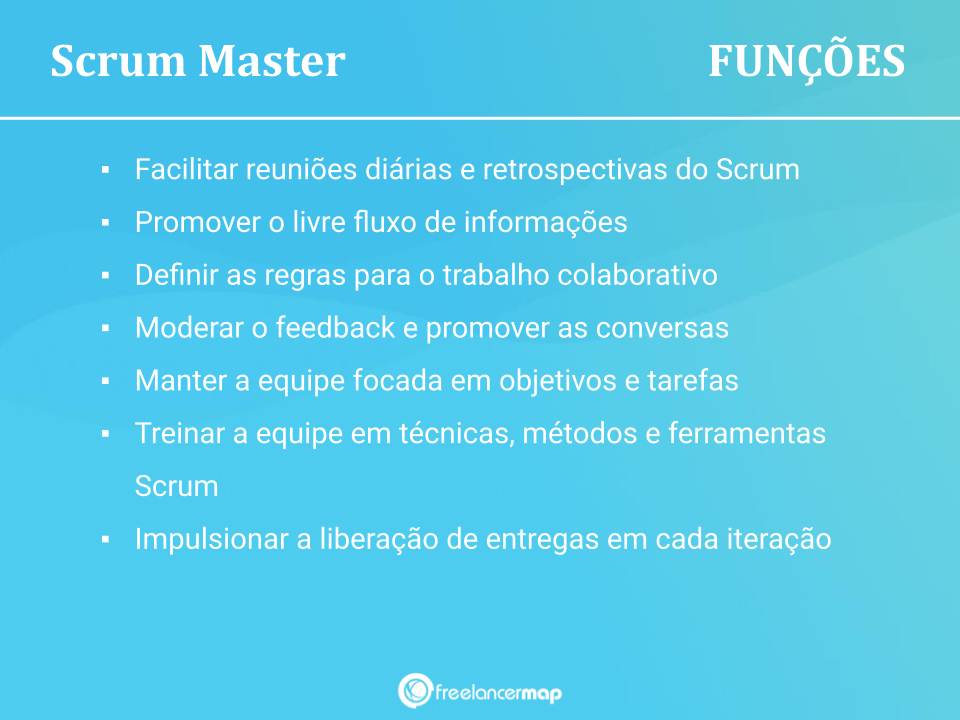 Scrum Master FUNÇÕES
▪ Facilitar reuniões diárias e retrospectivas do Scrum
▪ Promover o livre fluxo de informações
▪ Definir as regras para o trabalho colaborativo
▪ Moderar o feedback e promover as conversas
▪ Manter a equipe focada em objetivos e tarefas
▪ Treinar a equipe em técnicas, métodos e ferramentas
Scrum
▪ Impulsionar a liberação de entregas em cada iteração
freelancermap